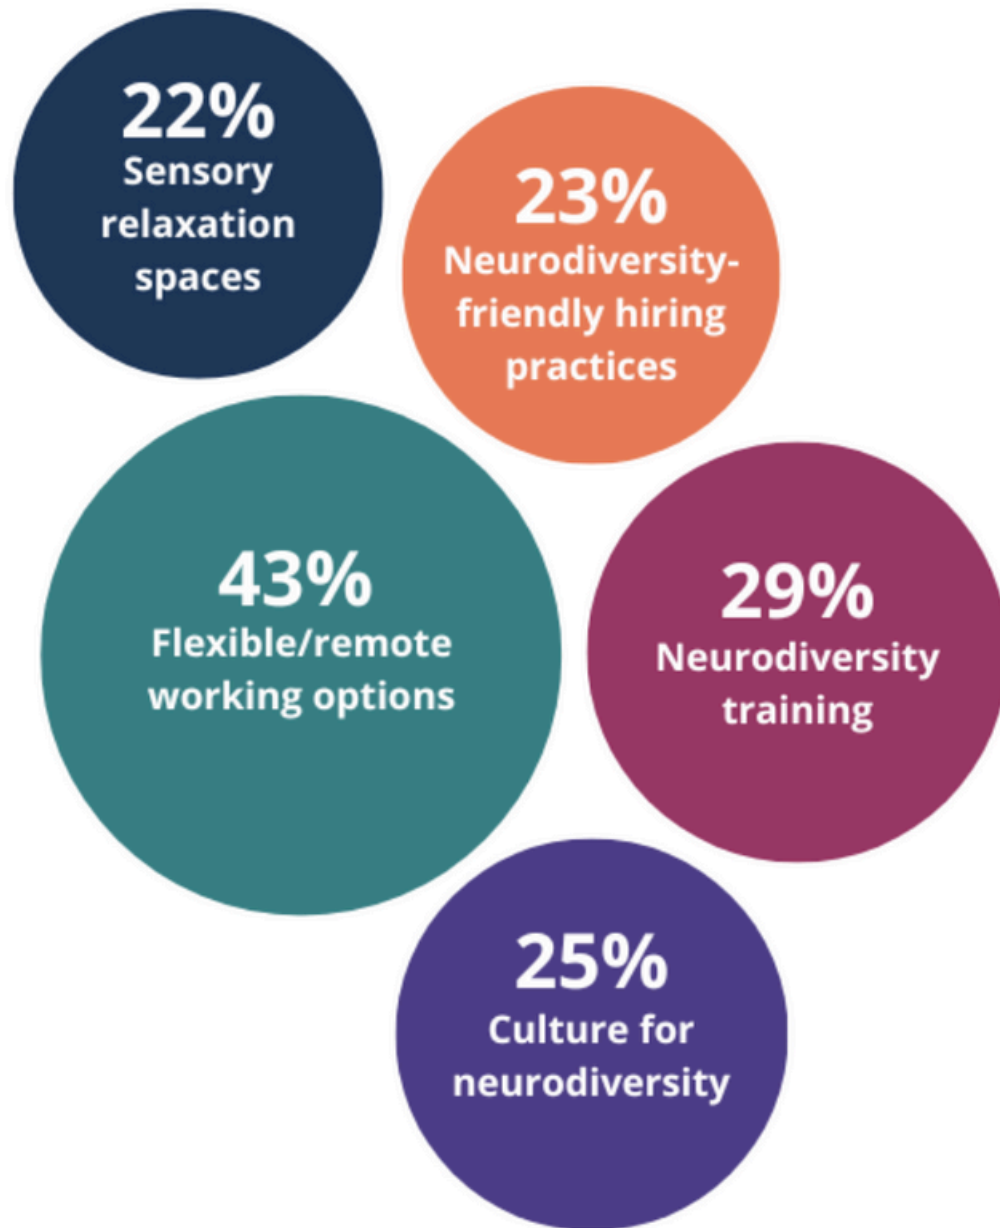 22%
Sensory
relaxation
spaces
23%
Neurodiversity-
friendly hiring
practices
43%
Flexible/remote
working options
29%
Neurodiversity
training
25%
Culture for
neurodiversity